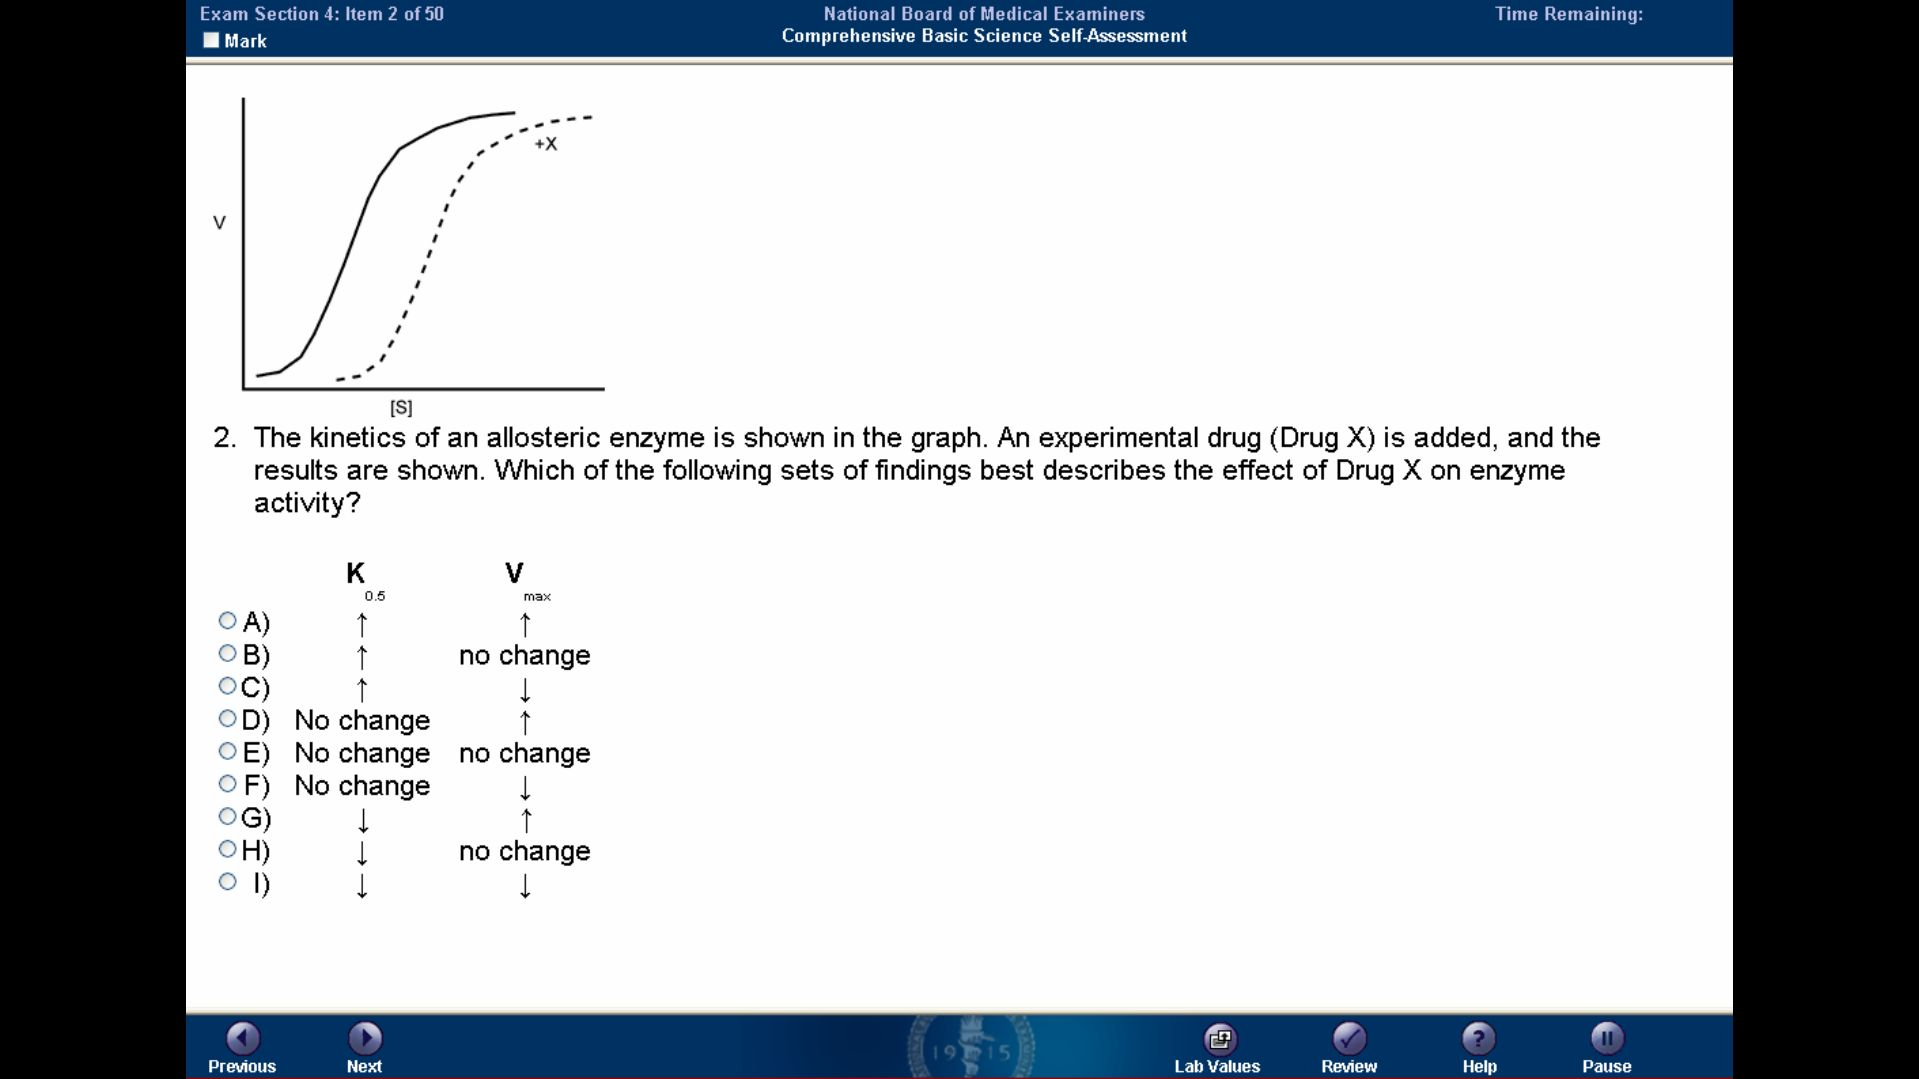 Exam Section 4: Item 2 of 50
National Board of Medical Examiners
Time Remaining:
Mark
Comprehensive Basic Science Self-Assessment
V
+X
[S]
2. The kinetics of an allosteric enzyme is shown in the graph. An experimental drug (Drug X) is added, and the
results are shown. Which of the following sets of findings best describes the effect of Drug X on enzyme
activity?
K0.5 Vmax
A) ↑ ↑
B) ↑ no change
C) ↑ ↓
D) No change ↑
E) No change no change
F) No change ↓
G) ↓ ↑
H) ↓ no change
I) ↓ ↓
1915
Previous Next Lab Values Review Help Pause